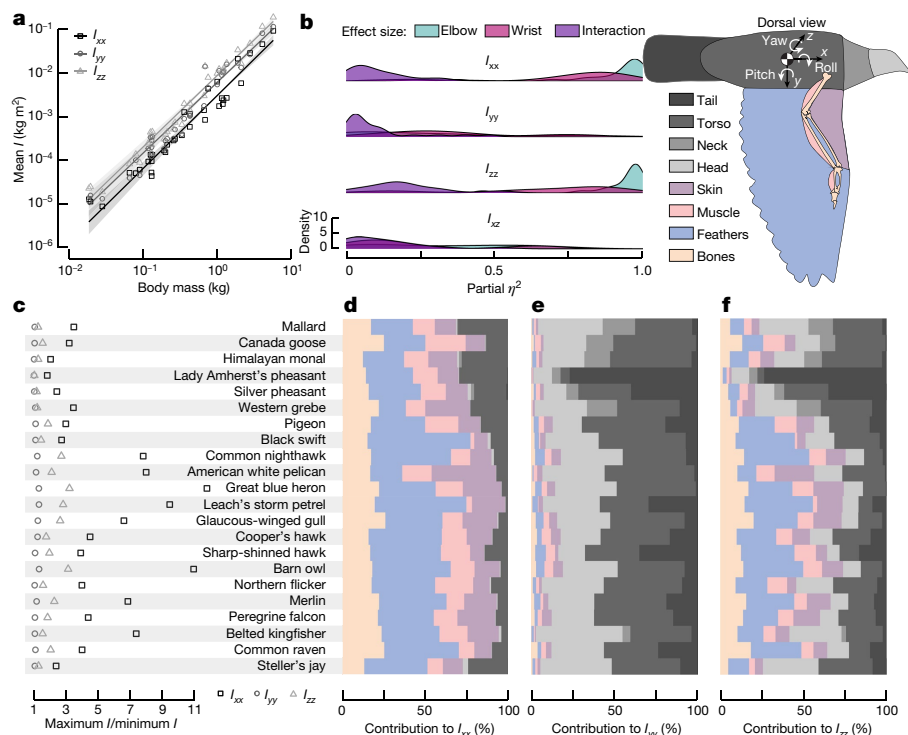 a
Mean I (kg m²)
10⁻¹
10⁻²
10⁻³
10⁻⁴
10⁻⁵
10⁻⁶
Ixx
Iyy
Izz
10⁻² 10⁻¹ 10⁰ 10¹
Body mass (kg)
b
Effect size: Elbow Wrist Interaction
Ixx
Iyy
Izz
Ixz
Density
10
5
0
0 0.5 1.0
Partial η²
Dorsal view
Yaw z
x
Roll
Pitch y
Tail
Torso
Neck
Head
Skin
Muscle
Feathers
Bones
c
Mallard
Canada goose
Himalayan monal
Lady Amherst's pheasant
Silver pheasant
Western grebe
Pigeon
Black swift
Common nighthawk
American white pelican
Great blue heron
Leach's storm petrel
Glaucous-winged gull
Cooper's hawk
Sharp-shinned hawk
Barn owl
Northern flicker
Merlin
Peregrine falcon
Belted kingfisher
Common raven
Steller's jay
1 3 5 7 9 11
Maximum I/minimum I
Ixx Iyy Izz
d
0 50 100
Contribution to Ixx (%)
e
0 50 100
Contribution to Iyy (%)
f
0 50 100
Contribution to Izz (%)